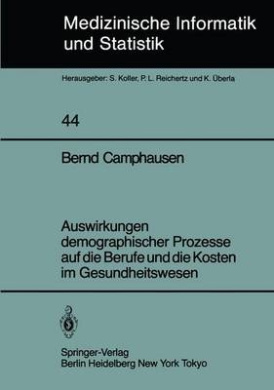 Medizinische Informatik
und Statistik
Herausgeber: S. Koller, P. L. Reichertz und K. Überla
44
Bernd Camphausen
Auswirkungen
demographischer Prozesse
auf die Berufe und die Kosten
im Gesundheitswesen
Springer-Verlag
Berlin Heidelberg New York Tokyo